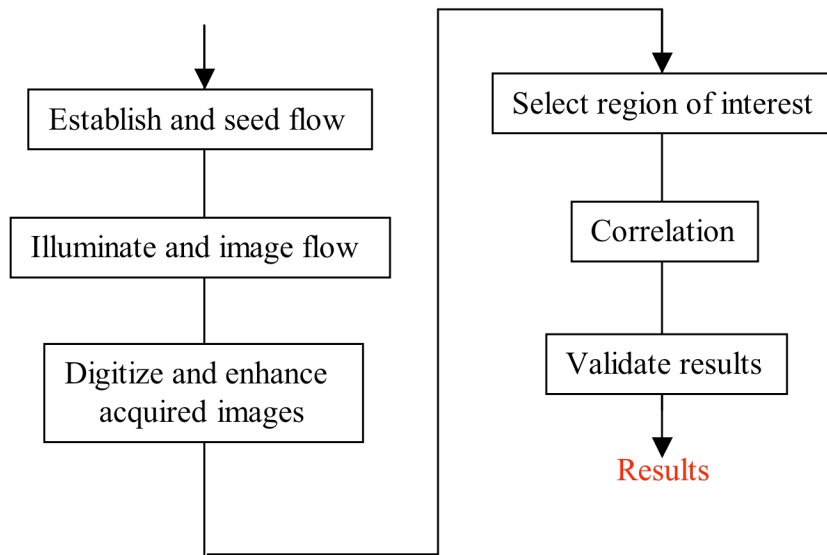 Establish and seed flow
Illuminate and image flow
Digitize and enhance
acquired images
Select region of interest
Correlation
Validate results
Results